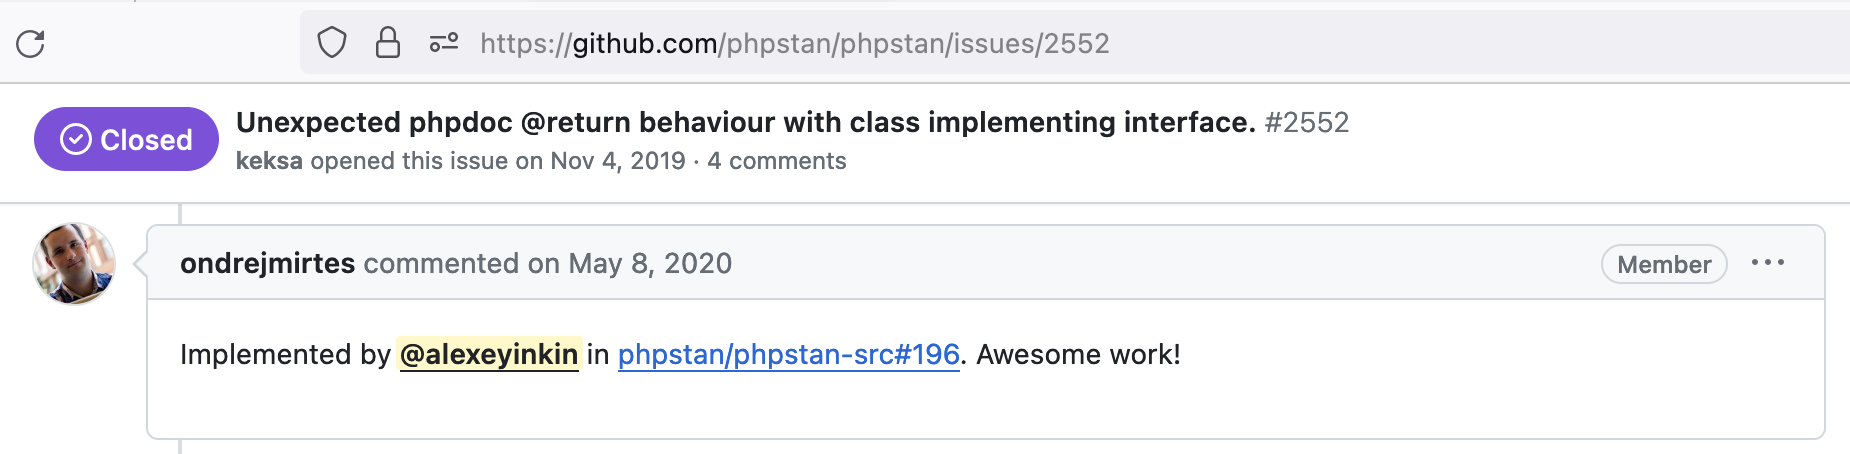 https://github.com/phpstan/phpstan/issues/2552
Closed
Unexpected phpdoc @return behaviour with class implementing interface. #2552
keksa opened this issue on Nov 4, 2019 · 4 comments
ondrejmirtes commented on May 8, 2020
Member
Implemented by @alexeyinkin in phpstan/phpstan-src#196. Awesome work!